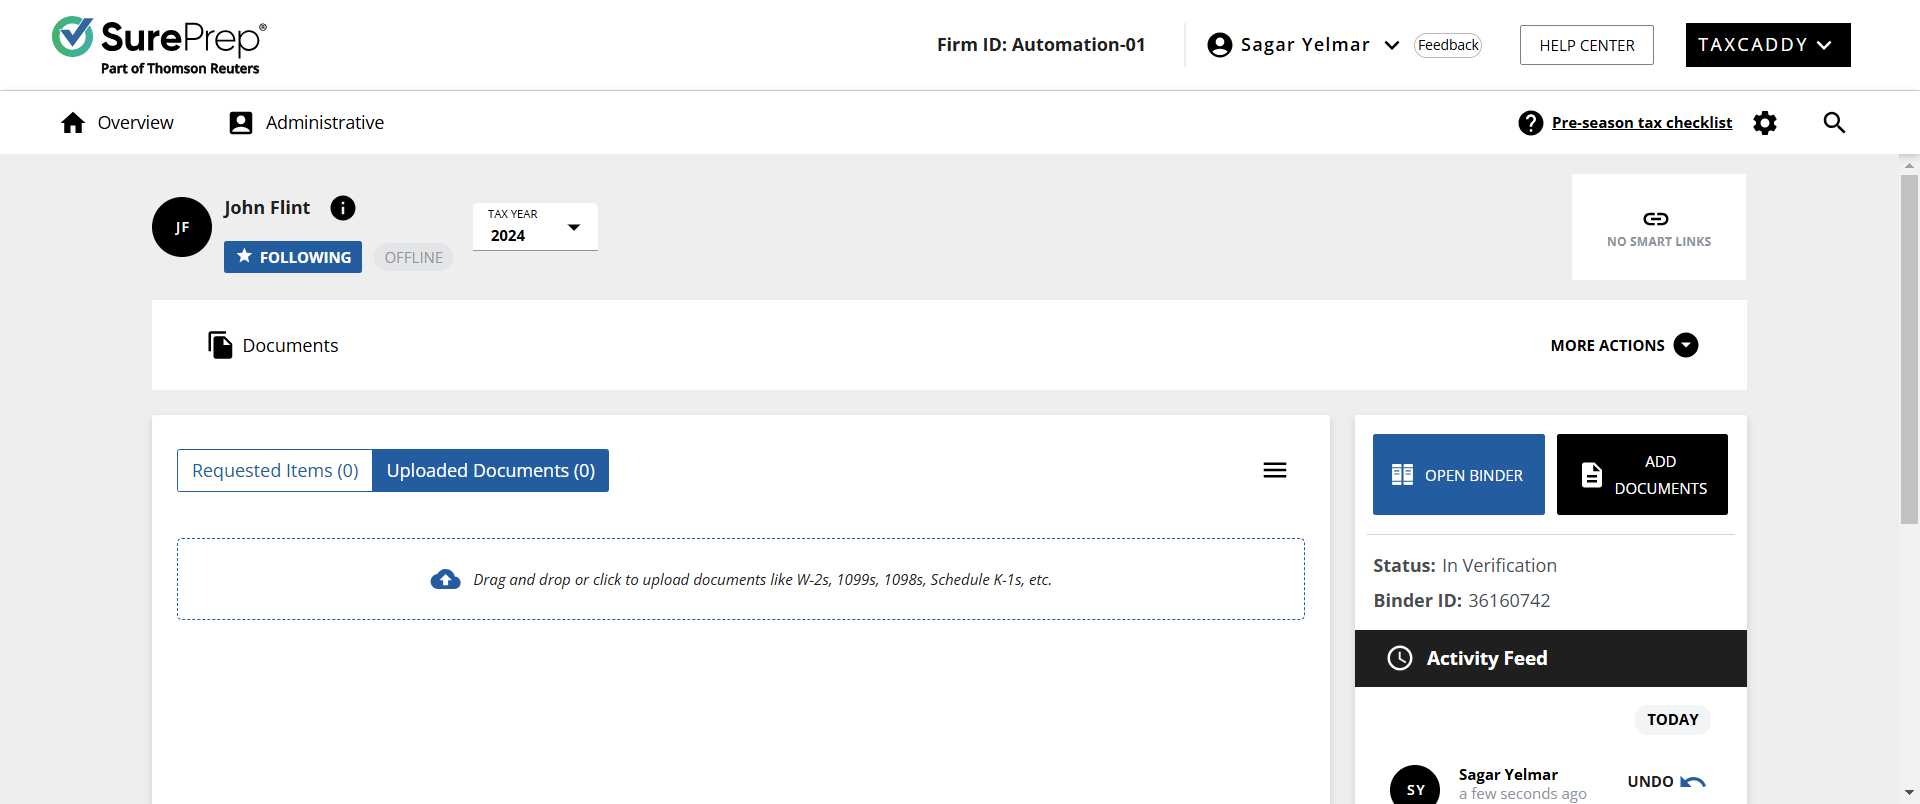 SurePrep®
Part of Thomson Reuters
Firm ID: Automation-01
Sagar Yelmar
Feedback
HELP CENTER
TAXCADDY
Overview
Administrative
Pre-season tax checklist
JF
John Flint
FOLLOWING
OFFLINE
TAX YEAR
2024
NO SMART LINKS
Documents
MORE ACTIONS
Requested Items (0)
Uploaded Documents (0)
Drag and drop or click to upload documents like W-2s, 1099s, 1098s, Schedule K-1s, etc.
OPEN BINDER
ADD
DOCUMENTS
Status: In Verification
Binder ID: 36160742
Activity Feed
TODAY
SY
Sagar Yelmar
a few seconds ago
UNDO